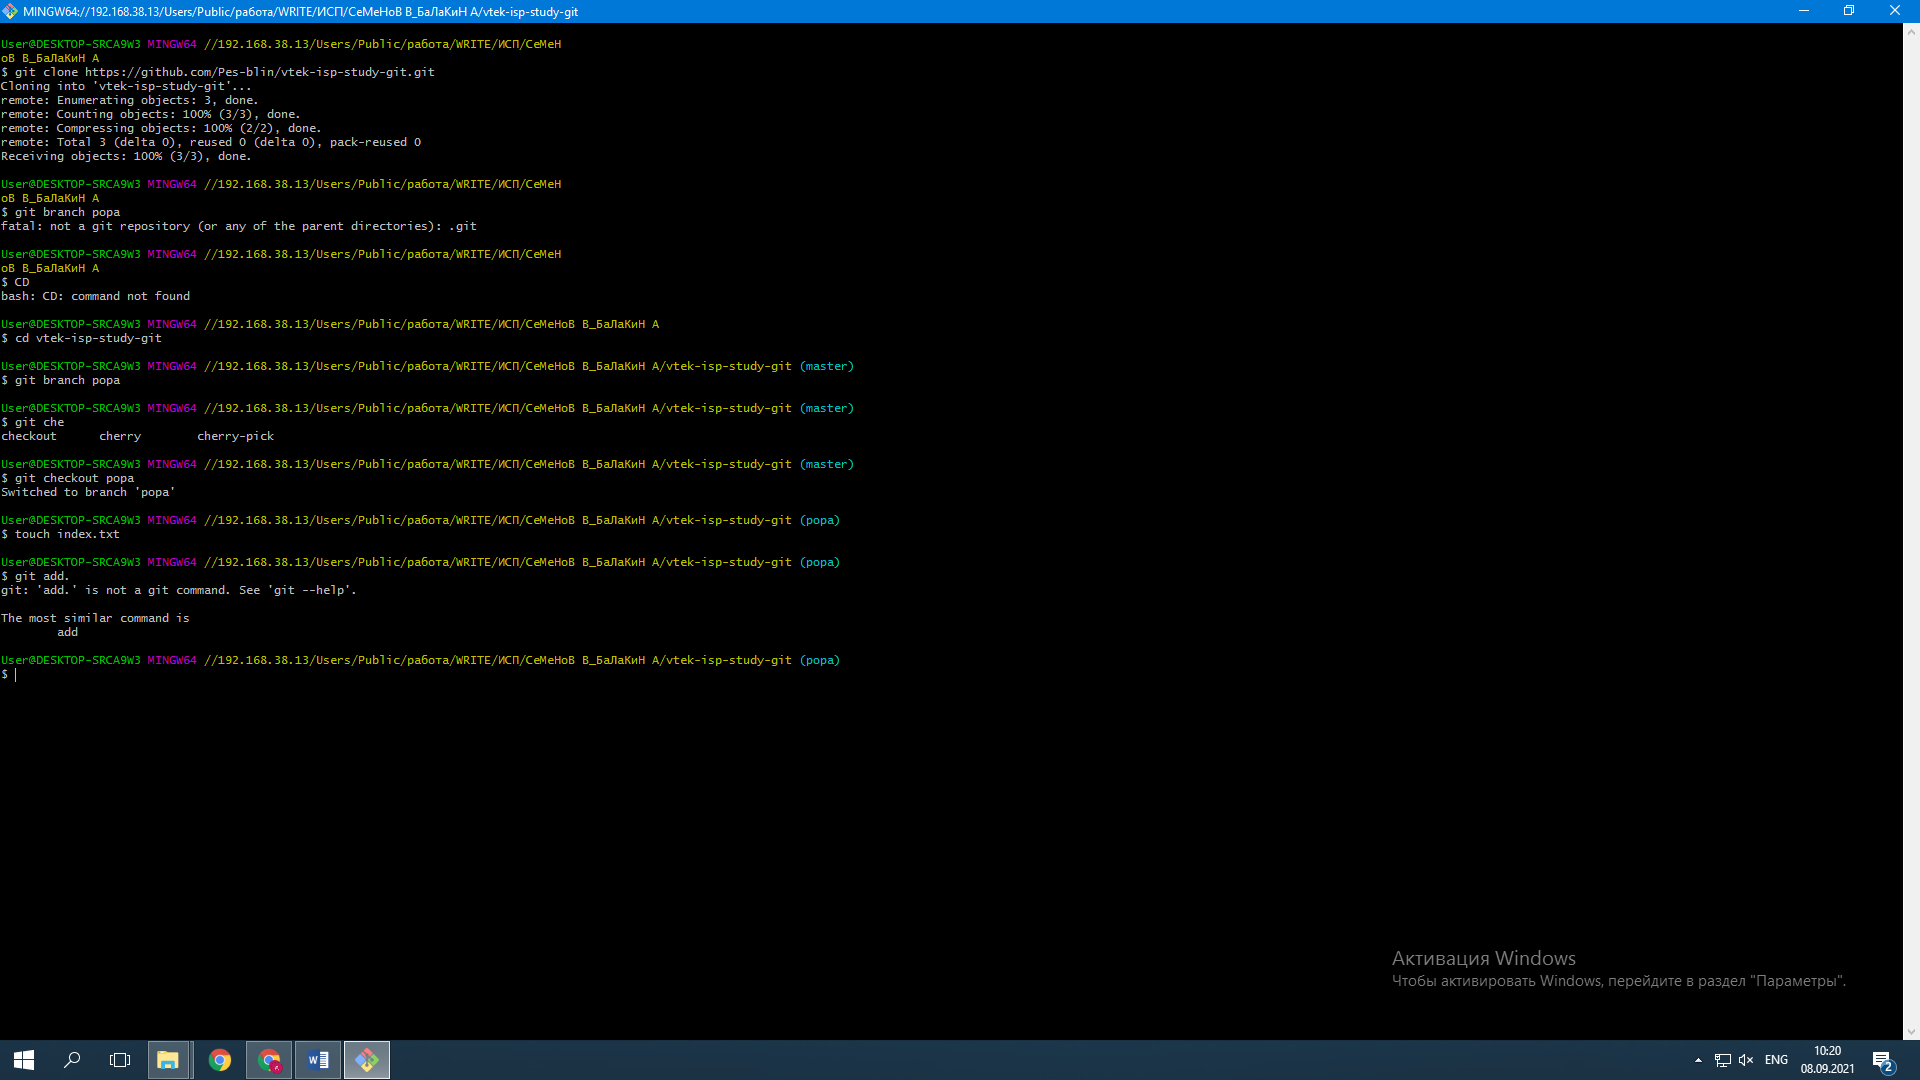 MINGW64://192.168.38.13/Users/Public/работа/WRITE/ИСП/СеМеНоВ В_БаЛаКиН А/vtek-isp-study-git
User@DESKTOP-SRCA9W3 MINGW64 //192.168.38.13/Users/Public/работа/WRITE/ИСП/СеМеН
оВ В_БаЛаКиН А
$ git clone https://github.com/Pes-blin/vtek-isp-study-git.git
Cloning into 'vtek-isp-study-git'...
remote: Enumerating objects: 3, done.
remote: Counting objects: 100% (3/3), done.
remote: Compressing objects: 100% (2/2), done.
remote: Total 3 (delta 0), reused 0 (delta 0), pack-reused 0
Receiving objects: 100% (3/3), done.
User@DESKTOP-SRCA9W3 MINGW64 //192.168.38.13/Users/Public/работа/WRITE/ИСП/СеМеН
оВ В_БаЛаКиН А
$ git branch popa
fatal: not a git repository (or any of the parent directories): .git
User@DESKTOP-SRCA9W3 MINGW64 //192.168.38.13/Users/Public/работа/WRITE/ИСП/СеМеН
оВ В_БаЛаКиН А
$ CD
bash: CD: command not found
User@DESKTOP-SRCA9W3 MINGW64 //192.168.38.13/Users/Public/работа/WRITE/ИСП/СеМеНоВ В_БаЛаКиН А
$ cd vtek-isp-study-git
User@DESKTOP-SRCA9W3 MINGW64 //192.168.38.13/Users/Public/работа/WRITE/ИСП/СеМеНоВ В_БаЛаКиН А/vtek-isp-study-git (master)
$ git branch popa
User@DESKTOP-SRCA9W3 MINGW64 //192.168.38.13/Users/Public/работа/WRITE/ИСП/СеМеНоВ В_БаЛаКиН А/vtek-isp-study-git (master)
$ git che
checkout cherry cherry-pick
User@DESKTOP-SRCA9W3 MINGW64 //192.168.38.13/Users/Public/работа/WRITE/ИСП/СеМеНоВ В_БаЛаКиН А/vtek-isp-study-git (master)
$ git checkout popa
Switched to branch 'popa'
User@DESKTOP-SRCA9W3 MINGW64 //192.168.38.13/Users/Public/работа/WRITE/ИСП/СеМеНоВ В_БаЛаКиН А/vtek-isp-study-git (popa)
$ touch index.txt
User@DESKTOP-SRCA9W3 MINGW64 //192.168.38.13/Users/Public/работа/WRITE/ИСП/СеМеНоВ В_БаЛаКиН А/vtek-isp-study-git (popa)
$ git add.
git: 'add.' is not a git command. See 'git --help'.
The most similar command is
add
User@DESKTOP-SRCA9W3 MINGW64 //192.168.38.13/Users/Public/работа/WRITE/ИСП/СеМеНоВ В_БаЛаКиН А/vtek-isp-study-git (popa)
$
Активация Windows
Чтобы активировать Windows, перейдите в раздел "Параметры".
ENG
10:20
08.09.2021
2